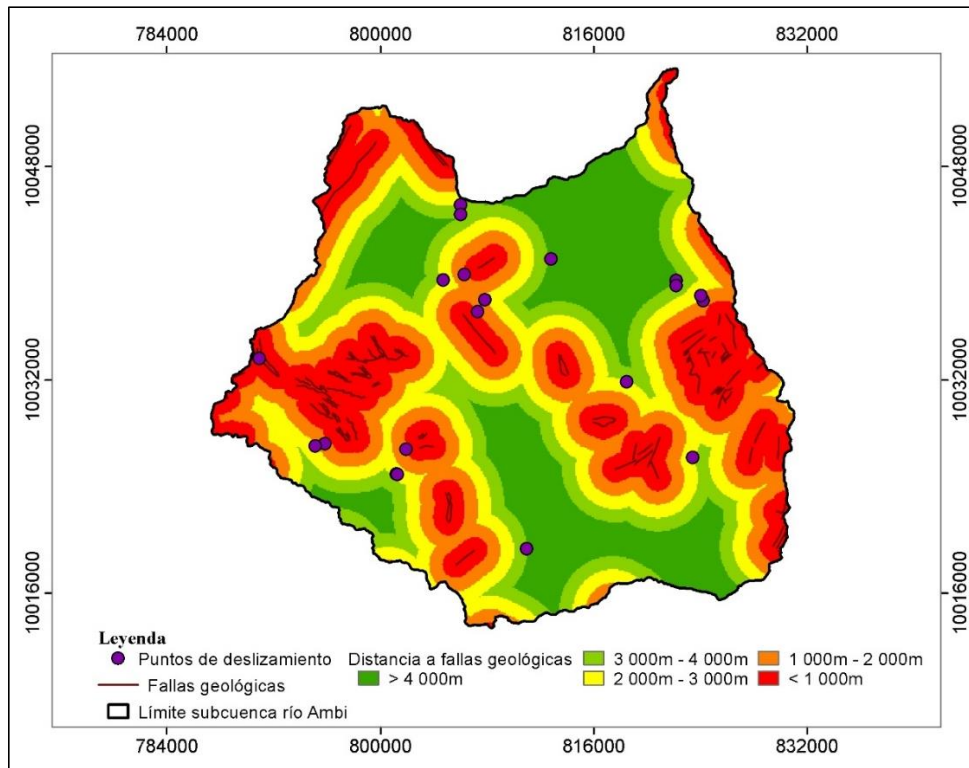 784000 800000 816000 832000
10048000 10048000
10032000 10032000
10016000 10016000
Leyenda
Puntos de deslizamiento
Fallas geológicas
Límite subcuenca río Ambi
Distancia a fallas geológicas
> 4 000m
3 000m - 4 000m
2 000m - 3 000m
1 000m - 2 000m
< 1 000m
784000 800000 816000 832000